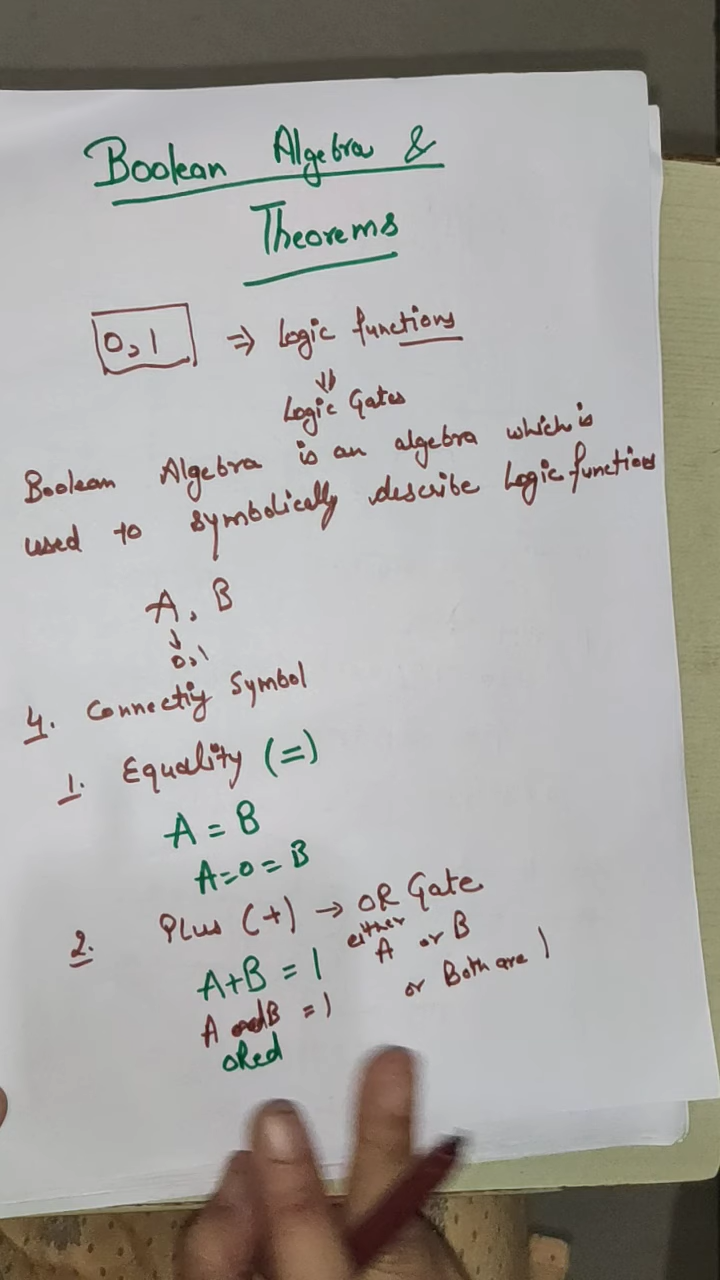 Boolean Algebra &
Theorems
0,1 ⇒ Logic functions
⇓
Logic Gates
Boolean Algebra is an algebra which is
used to symbolically describe Logic functions
A, B
↓
0,1
4. Connectiy Symbol
1. Equality (=)
A = B
A=0=B
2. Plus (+) → OR Gate
either
A or B
A+B = 1
or Both are 1
A B = 1
ORed